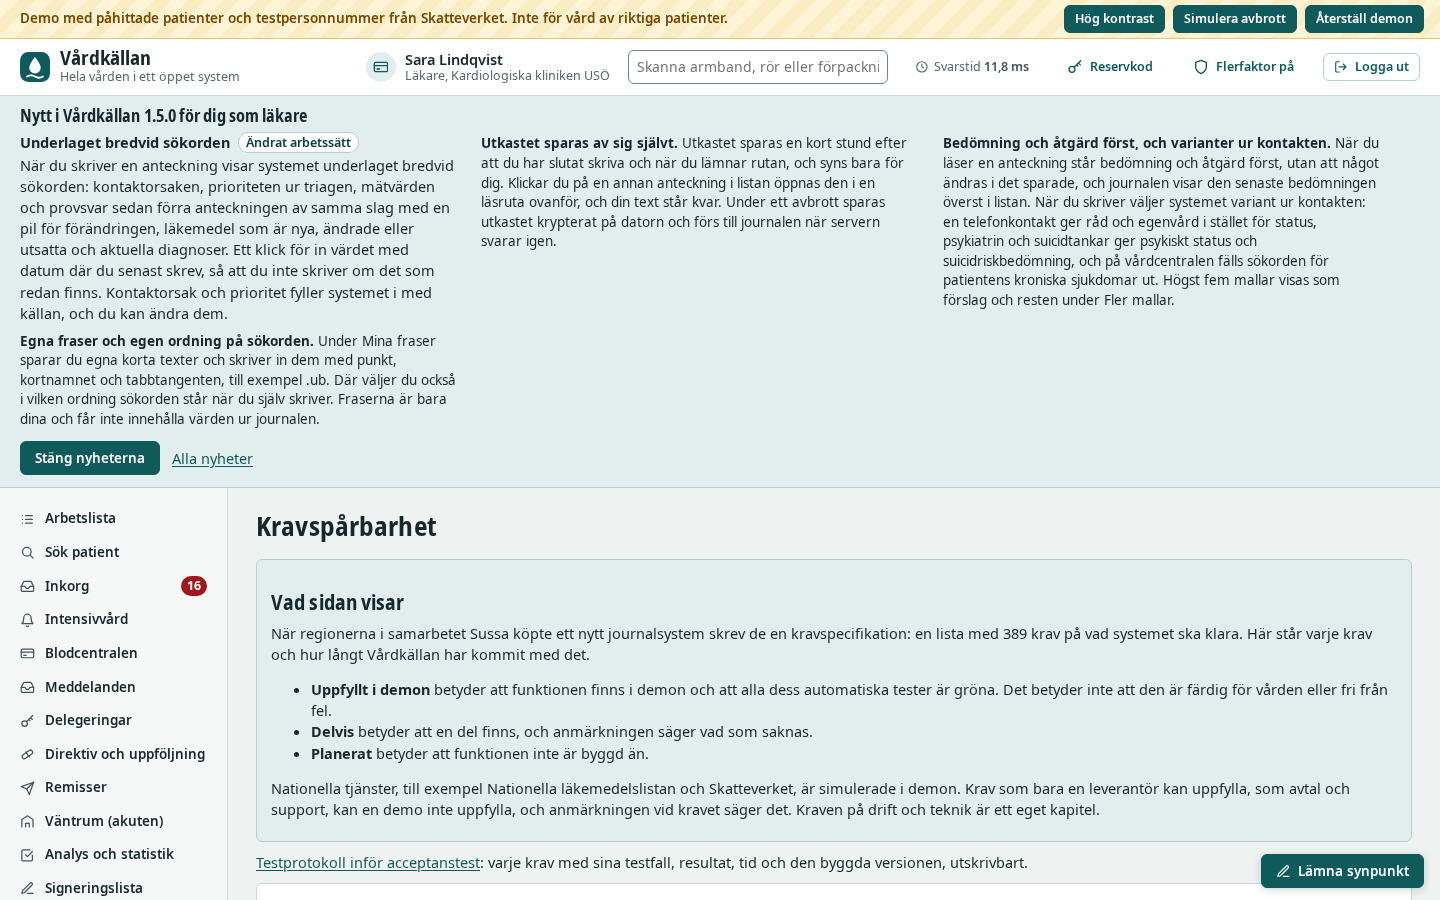 Demo med påhittade patienter och testpersonnummer från Skatteverket. Inte för vård av riktiga patienter.
Hög kontrast
Simulera avbrott
Återställ demon
Vårdkällan
Hela vården i ett öppet system
Sara Lindqvist
Läkare, Kardiologiska kliniken USÖ
Skanna armband, rör eller förpackni
Svarstid 11,8 ms
Reservkod
Flerfaktor på
Logga ut
Nytt i Vårdkällan 1.5.0 för dig som läkare
Underlaget bredvid sökorden Ändrat arbetssätt
När du skriver en anteckning visar systemet underlaget bredvid
sökorden: kontaktorsaken, prioriteten ur triagen, mätvärden
och provsvar sedan förra anteckningen av samma slag med en
pil för förändringen, läkemedel som är nya, ändrade eller
utsatta och aktuella diagnoser. Ett klick för in värdet med
datum där du senast skrev, så att du inte skriver om det som
redan finns. Kontaktorsak och prioritet fyller systemet i med
källan, och du kan ändra dem.
Egna fraser och egen ordning på sökorden. Under Mina fraser
sparar du egna korta texter och skriver in dem med punkt,
kortnamnet och tabbtangenten, till exempel .ub. Där väljer du också
i vilken ordning sökorden står när du själv skriver. Fraserna är bara
dina och får inte innehålla värden ur journalen.
Utkastet sparas av sig självt. Utkastet sparas en kort stund efter
att du har slutat skriva och när du lämnar rutan, och syns bara för
dig. Klickar du på en annan anteckning i listan öppnas den i en
läsruta ovanför, och din text står kvar. Under ett avbrott sparas
utkastet krypterat på datorn och förs till journalen när servern
svarar igen.
Bedömning och åtgärd först, och varianter ur kontakten. När du
läser en anteckning står bedömning och åtgärd först, utan att något
ändras i det sparade, och journalen visar den senaste bedömningen
överst i listan. När du skriver väljer systemet variant ur kontakten:
en telefonkontakt ger råd och egenvård i stället för status,
psykiatrin och suicidtankar ger psykiskt status och
suicidriskbedömning, och på vårdcentralen fälls sökorden för
patientens kroniska sjukdomar ut. Högst fem mallar visas som
förslag och resten under Fler mallar.
Stäng nyheterna
Alla nyheter
Arbetslista
Sök patient
Inkorg 16
Intensivvård
Blodcentralen
Meddelanden
Delegeringar
Direktiv och uppföljning
Remisser
Väntrum (akuten)
Analys och statistik
Signeringslista
Kravspårbarhet
Vad sidan visar
När regionerna i samarbetet Sussa köpte ett nytt journalsystem skrev de en kravspecifikation: en lista med 389 krav på vad systemet ska klara. Här står varje krav
och hur långt Vårdkällan har kommit med det.
• Uppfyllt i demon betyder att funktionen finns i demon och att alla dess automatiska tester är gröna. Det betyder inte att den är färdig för vården eller fri från
fel.
• Delvis betyder att en del finns, och anmärkningen säger vad som saknas.
• Planerat betyder att funktionen inte är byggd än.
Nationella tjänster, till exempel Nationella läkemedelslistan och Skatteverket, är simulerade i demon. Krav som bara en leverantör kan uppfylla, som avtal och
support, kan en demo inte uppfylla, och anmärkningen vid kravet säger det. Kraven på drift och teknik är ett eget kapitel.
Testprotokoll inför acceptanstest: varje krav med sina testfall, resultat, tid och den byggda versionen, utskrivbart.
Lämna synpunkt